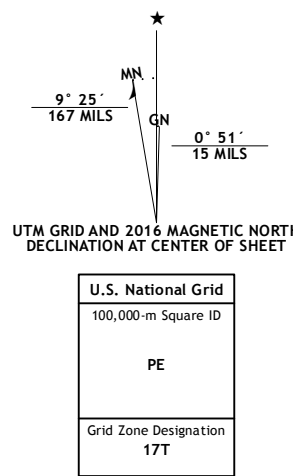 ★
MN
9° 25´
167 MILS
GN
0° 51´
15 MILS
UTM GRID AND 2016 MAGNETIC NORTH
DECLINATION AT CENTER OF SHEET
U.S. National Grid
100,000-m Square ID
PE
Grid Zone Designation
17T